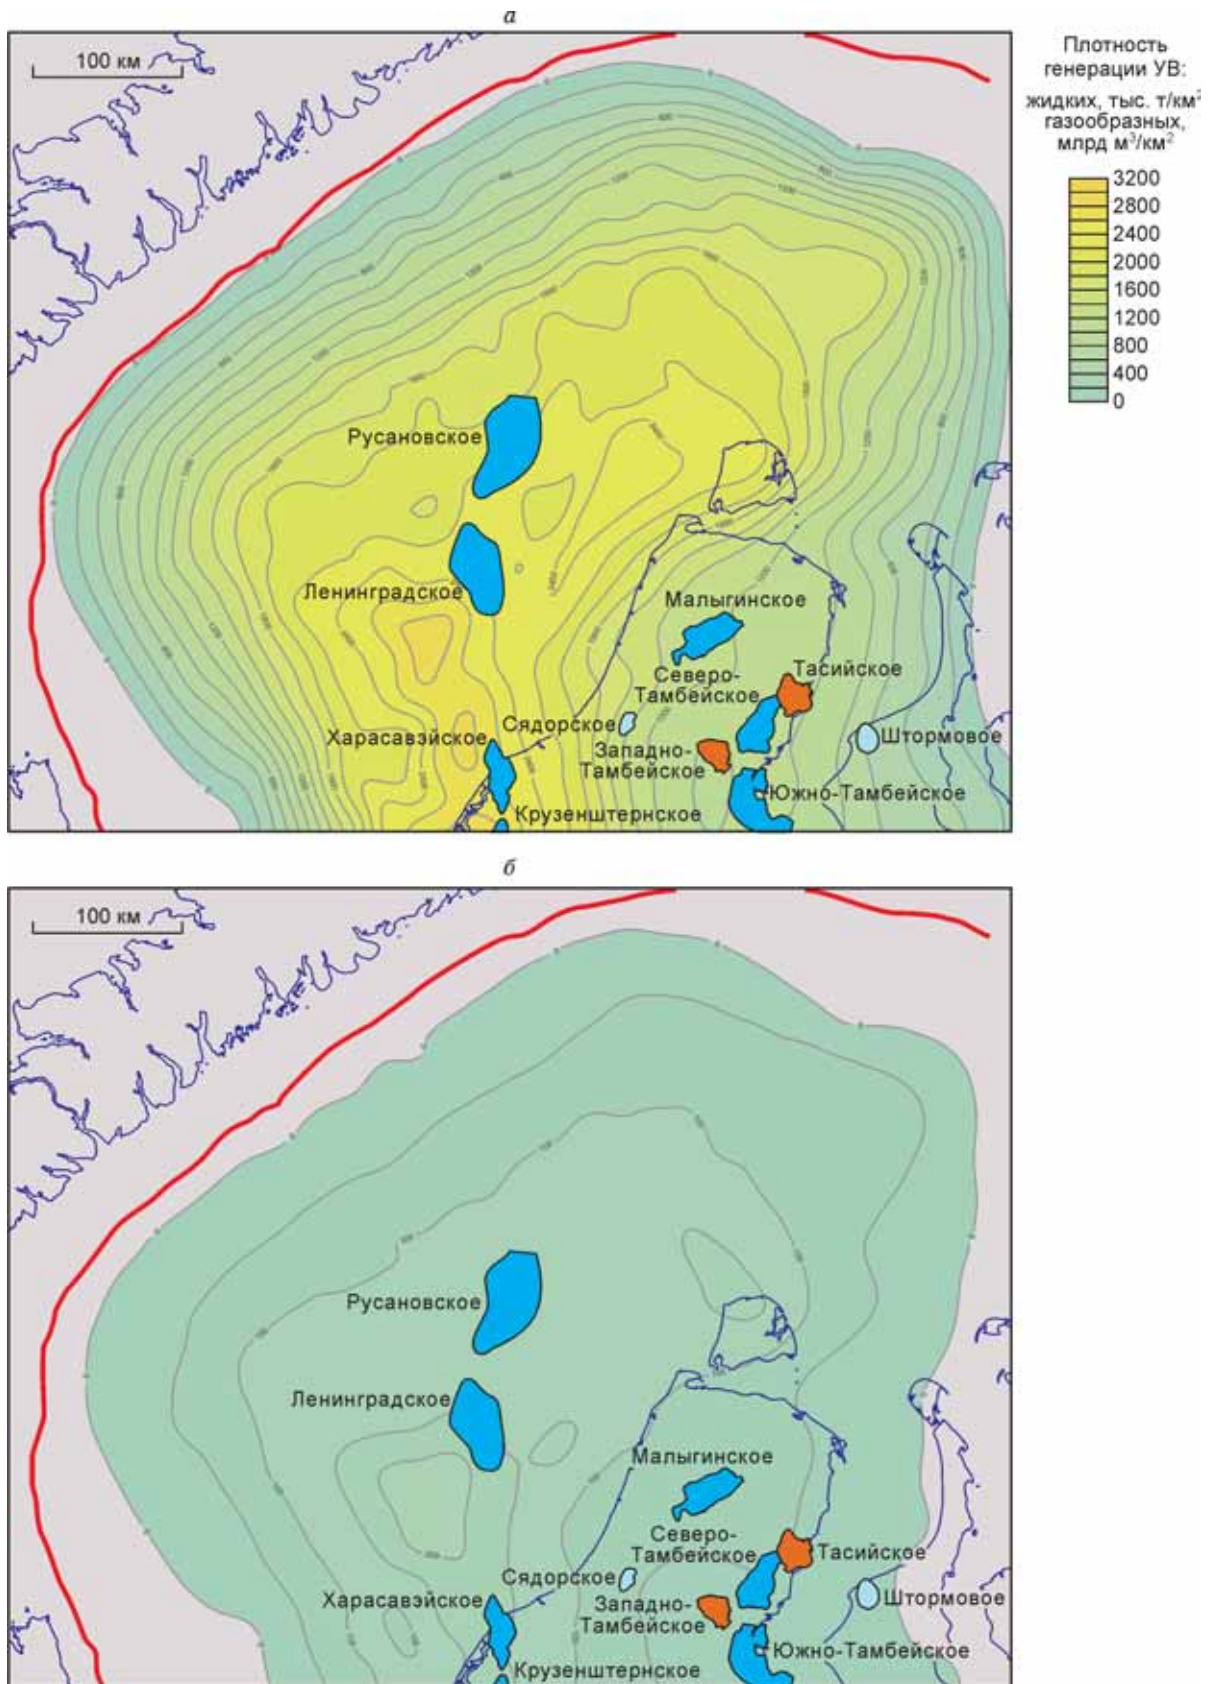 а
100 км
Плотность
генерации УВ:
жидких, тыс. т/км²
газообразных,
млрд м³/км²
3200
2800
2400
2000
1600
1200
800
400
0
Русановское
Ленинградское
Малыгинское
Северо-
Тамбейское
Тасийское
Сядорское
Харасавэйское
Западно-
Тамбейское
Штормовое
Южно-Тамбейское
Крузенштернское
б
100 км
Русановское
Ленинградское
Малыгинское
Северо-
Тамбейское
Тасийское
Сядорское
Харасавэйское
Западно-
Тамбейское
Штормовое
Южно-Тамбейское
Крузенштернское